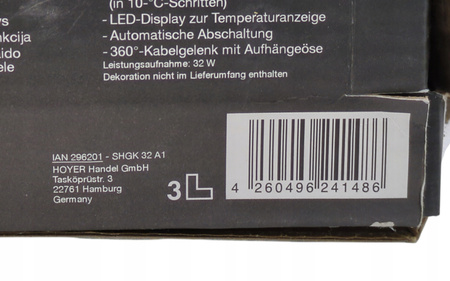 (in 10-°C-Schritten)
- LED-Display zur Temperaturanzeige
- Automatische Abschaltung
- 360°-Kabelgelenk mit Aufhängeöse
Leistungsaufnahme: 32 W
Dekoration nicht im Lieferumfang enthalten
IAN 296201 - SHGK 32 A1
HOYER Handel GmbH
Tasköprüstr. 3
22761 Hamburg
Germany
3
4 260496 241486